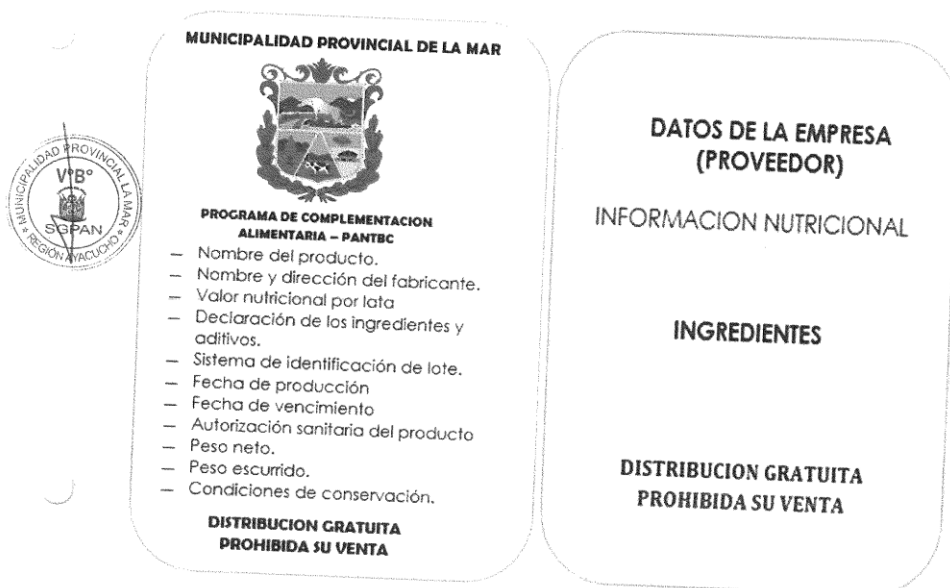 MUNICIPALIDAD PROVINCIAL DE LA MAR
PROGRAMA DE COMPLEMENTACION
ALIMENTARIA – PANTBC
— Nombre del producto.
— Nombre y dirección del fabricante.
— Valor nutricional por lata
— Declaración de los ingredientes y
aditivos.
— Sistema de identificación de lote.
— Fecha de producción
— Fecha de vencimiento
— Autorización sanitaria del producto
— Peso neto.
— Peso escurrido.
— Condiciones de conservación.
DISTRIBUCION GRATUITA
PROHIBIDA SU VENTA
DATOS DE LA EMPRESA
(PROVEEDOR)
INFORMACION NUTRICIONAL
INGREDIENTES
DISTRIBUCION GRATUITA
PROHIBIDA SU VENTA
MUNICIPALIDAD PROVINCIAL LA MAR
V°B°
SGPAN
* REGIÓN AYACUCHO *